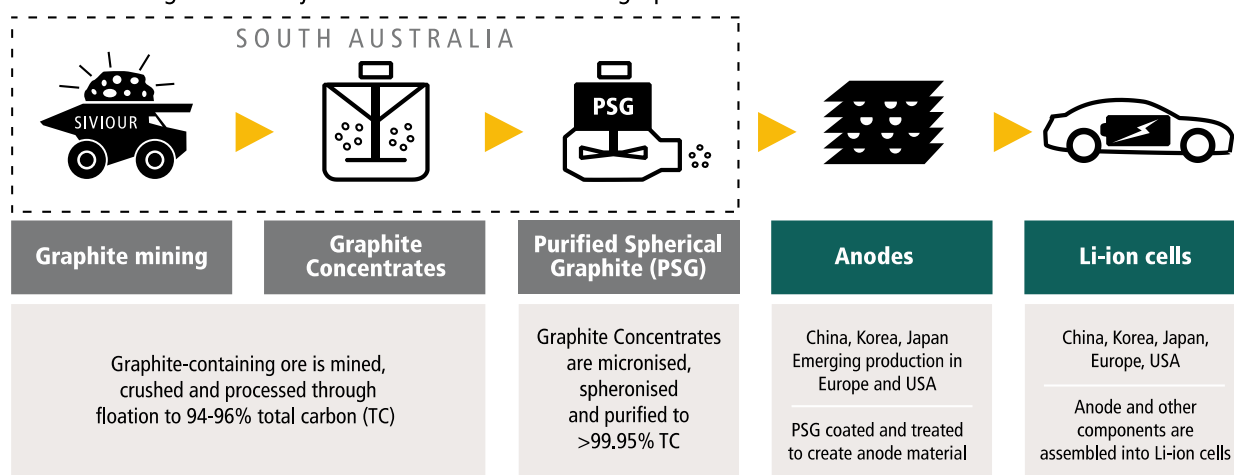 SOUTH AUSTRALIA
SIVIOUR
PSG
Graphite mining
Graphite
Concentrates
Purified Spherical
Graphite (PSG)
Anodes
Li-ion cells
Graphite-containing ore is mined,
crushed and processed through
floation to 94-96% total carbon (TC)
Graphite Concentrates
are micronised,
spheronised
and purified to
>99.95% TC
China, Korea, Japan
Emerging production in
Europe and USA
PSG coated and treated
to create anode material
China, Korea, Japan,
Europe, USA
Anode and other
components are
assembled into Li-ion cells